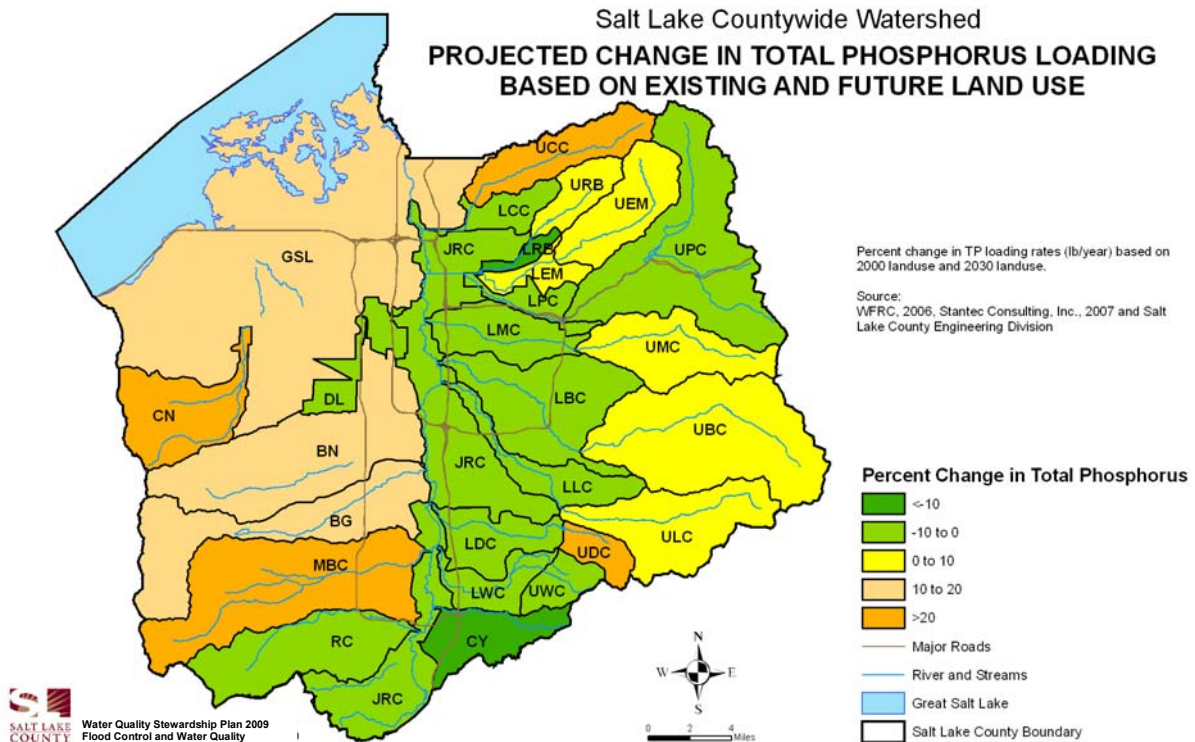 Salt Lake Countywide Watershed
PROJECTED CHANGE IN TOTAL PHOSPHORUS LOADING
BASED ON EXISTING AND FUTURE LAND USE
UCC
URB
UEM
LCC
JRC
LRB
UPC
GSL
LEM
LPC
LMC
UMC
CN
DL
LBC
UBC
BN
JRC
LLC
BG
ULC
LDC
UDC
MBC
LWC
UWC
RC
CY
JRC
Percent change in TP loading rates (lb/year) based on
2000 landuse and 2030 landuse.
Source:
WFRC, 2006, Stantec Consulting, Inc., 2007 and Salt
Lake County Engineering Division
Percent Change in Total Phosphorus
<-10
-10 to 0
0 to 10
10 to 20
>20
Major Roads
River and Streams
Great Salt Lake
Salt Lake County Boundary
N
W
E
S
0 2 4
Miles
SL
SALT LAKE
COUNTY
Water Quality Stewardship Plan 2009
Flood Control and Water Quality